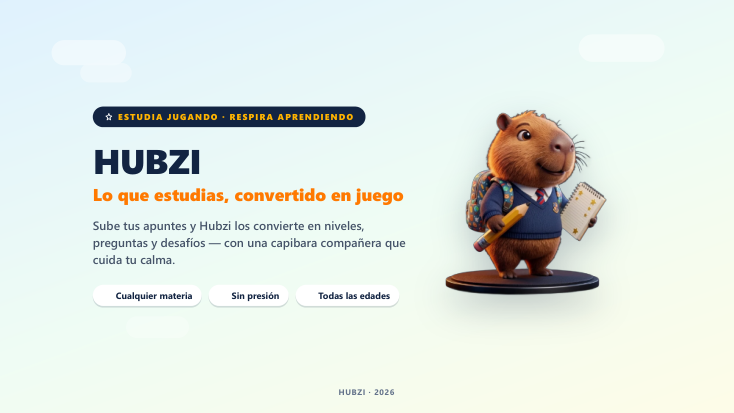 ☆ ESTUDIA JUGANDO · RESPIRA APRENDIENDO
HUBZI
Lo que estudias, convertido en juego
Sube tus apuntes y Hubzi los convierte en niveles,
preguntas y desafíos — con una capibara compañera que
cuida tu calma.
Cualquier materia
Sin presión
Todas las edades
HUBZI · 2026